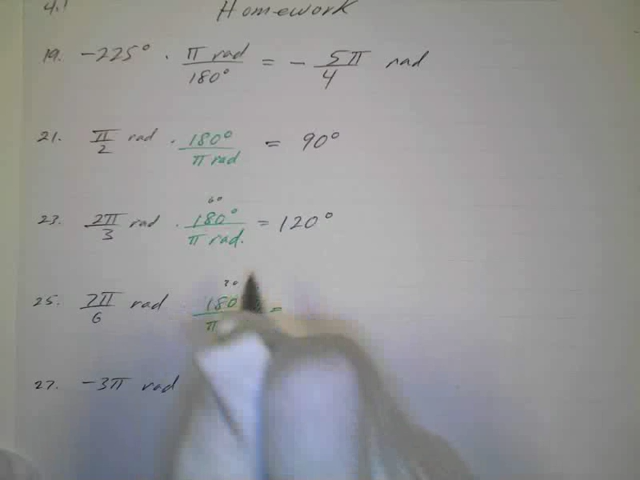 4.1 Homework
19. -225° · π rad / 180° = - 5π / 4 rad
21. π / 2 rad · 180° / π rad = 90°
60
23. 2π / 3 rad · 180° / π rad. = 120°
25. 7π / 6 rad 180 / π =
27. -3π rad